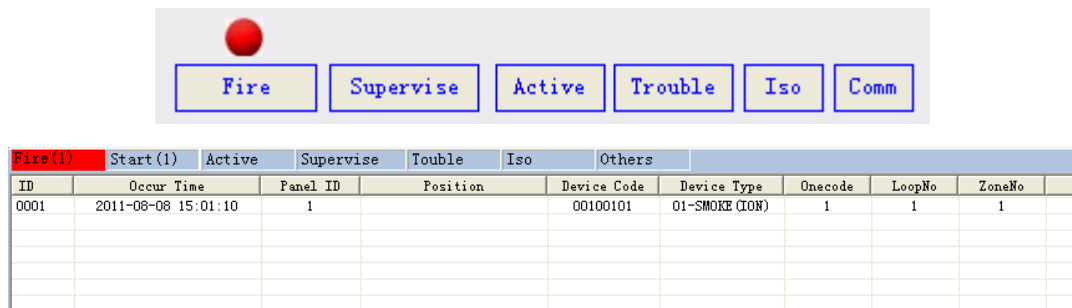 Fire Supervise Active Trouble Iso Comm
Fire(1) Start(1) Active Supervise Touble Iso Others
ID Occur Time Panel ID Position Device Code Device Type Onecode LoopNo ZoneNo
0001 2011-08-08 15:01:10 1 00100101 01-SMOKE(ION) 1 1 1